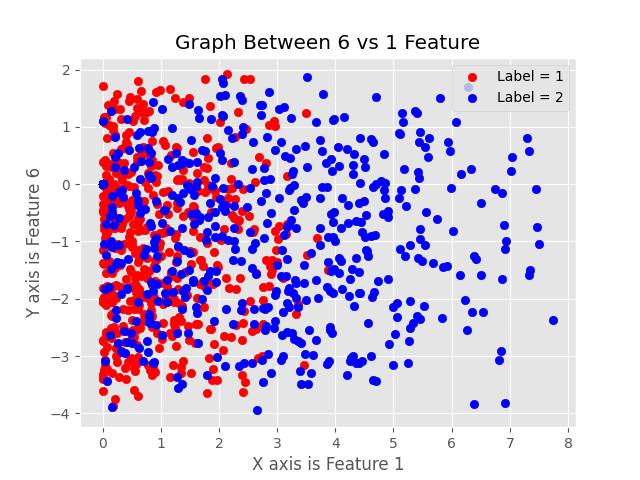 Graph Between 6 vs 1 Feature
Label = 1
Label = 2
2
1
0
−1
−2
−3
−4
Y axis is Feature 6
0 1 2 3 4 5 6 7 8
X axis is Feature 1